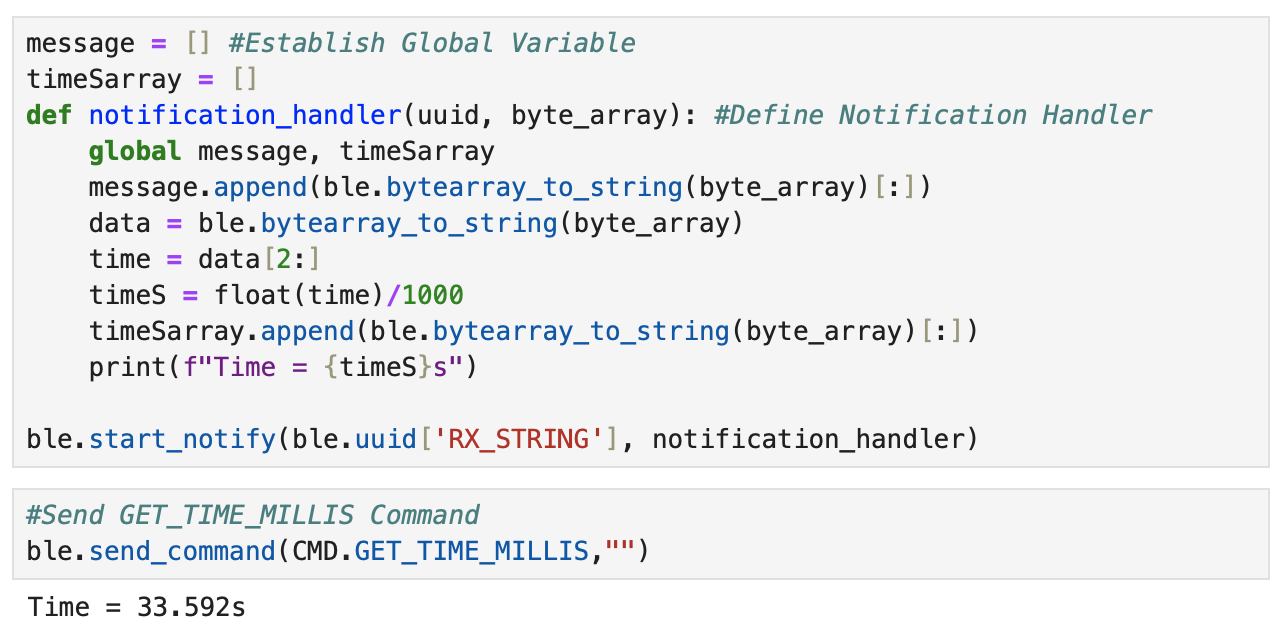 message = [] #Establish Global Variable
timeSarray = []
def notification_handler(uuid, byte_array): #Define Notification Handler
    global message, timeSarray
    message.append(ble.bytearray_to_string(byte_array)[:])
    data = ble.bytearray_to_string(byte_array)
    time = data[2:]
    timeS = float(time)/1000
    timeSarray.append(ble.bytearray_to_string(byte_array)[:])
    print(f"Time = {timeS}s")

ble.start_notify(ble.uuid['RX_STRING'], notification_handler)
#Send GET_TIME_MILLIS Command
ble.send_command(CMD.GET_TIME_MILLIS,"")
Time = 33.592s